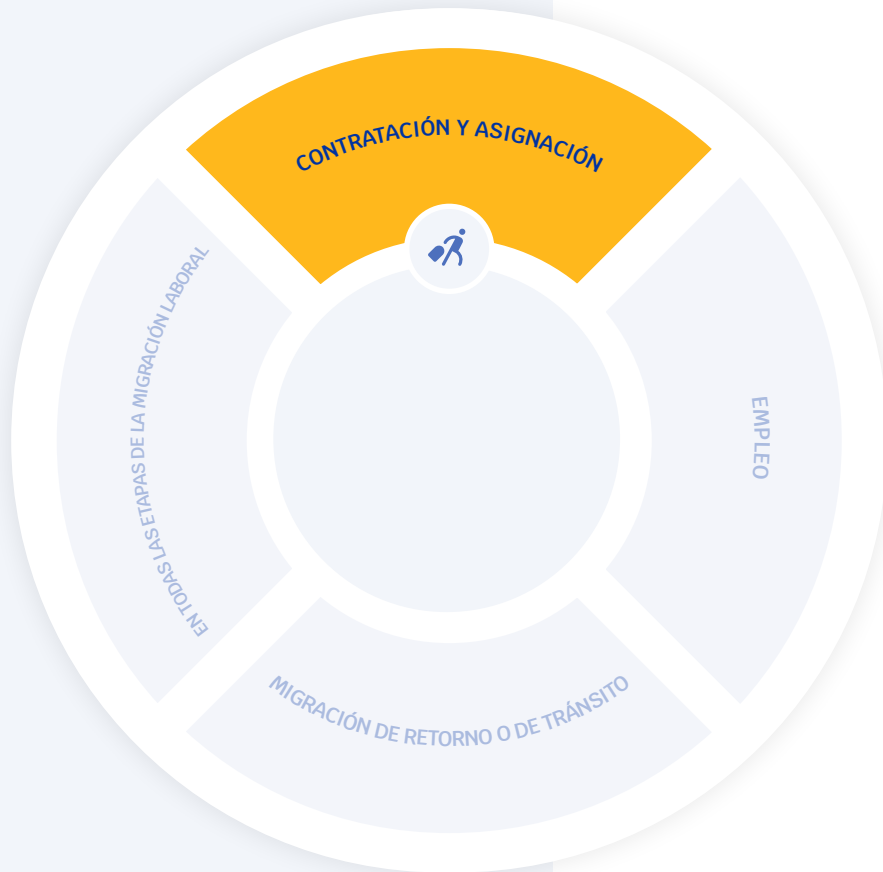 CONTRATACIÓN Y ASIGNACIÓN
EMPLEO
MIGRACIÓN DE RETORNO O DE TRÁNSITO
EN TODAS LAS ETAPAS DE LA MIGRACIÓN LABORAL